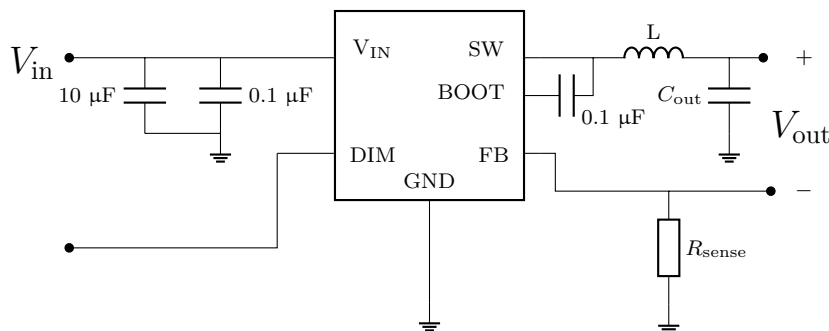 V_in
10 μF
0.1 μF
V_IN
DIM
GND
SW
BOOT
FB
0.1 μF
L
C_out
+
V_out
−
R_sense